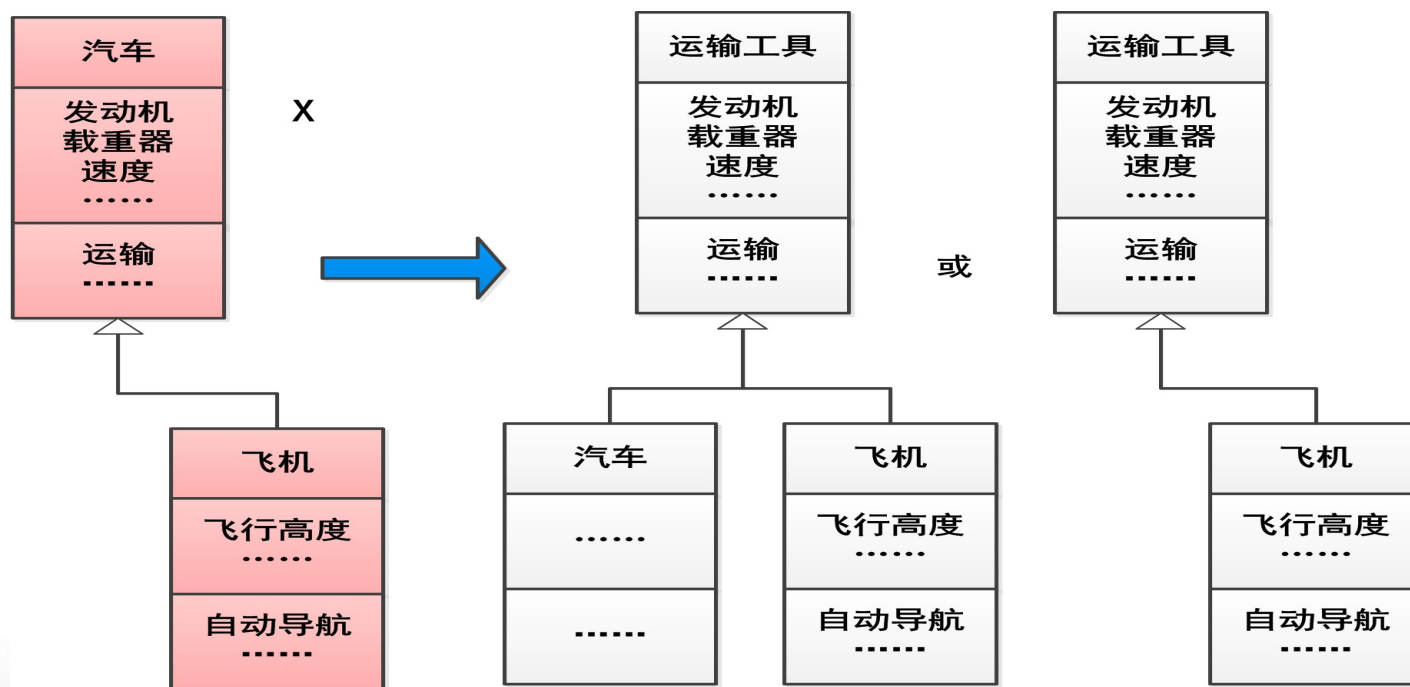 汽车
发动机
载重器
速度
······
运输
------
X
飞机
飞行高度
······
自动导航
------
运输工具
发动机
载重器
速度
······
运输
------
汽车
······
------
飞机
飞行高度
······
自动导航
------
或
运输工具
发动机
载重器
速度
······
运输
------
飞机
飞行高度
······
自动导航
------